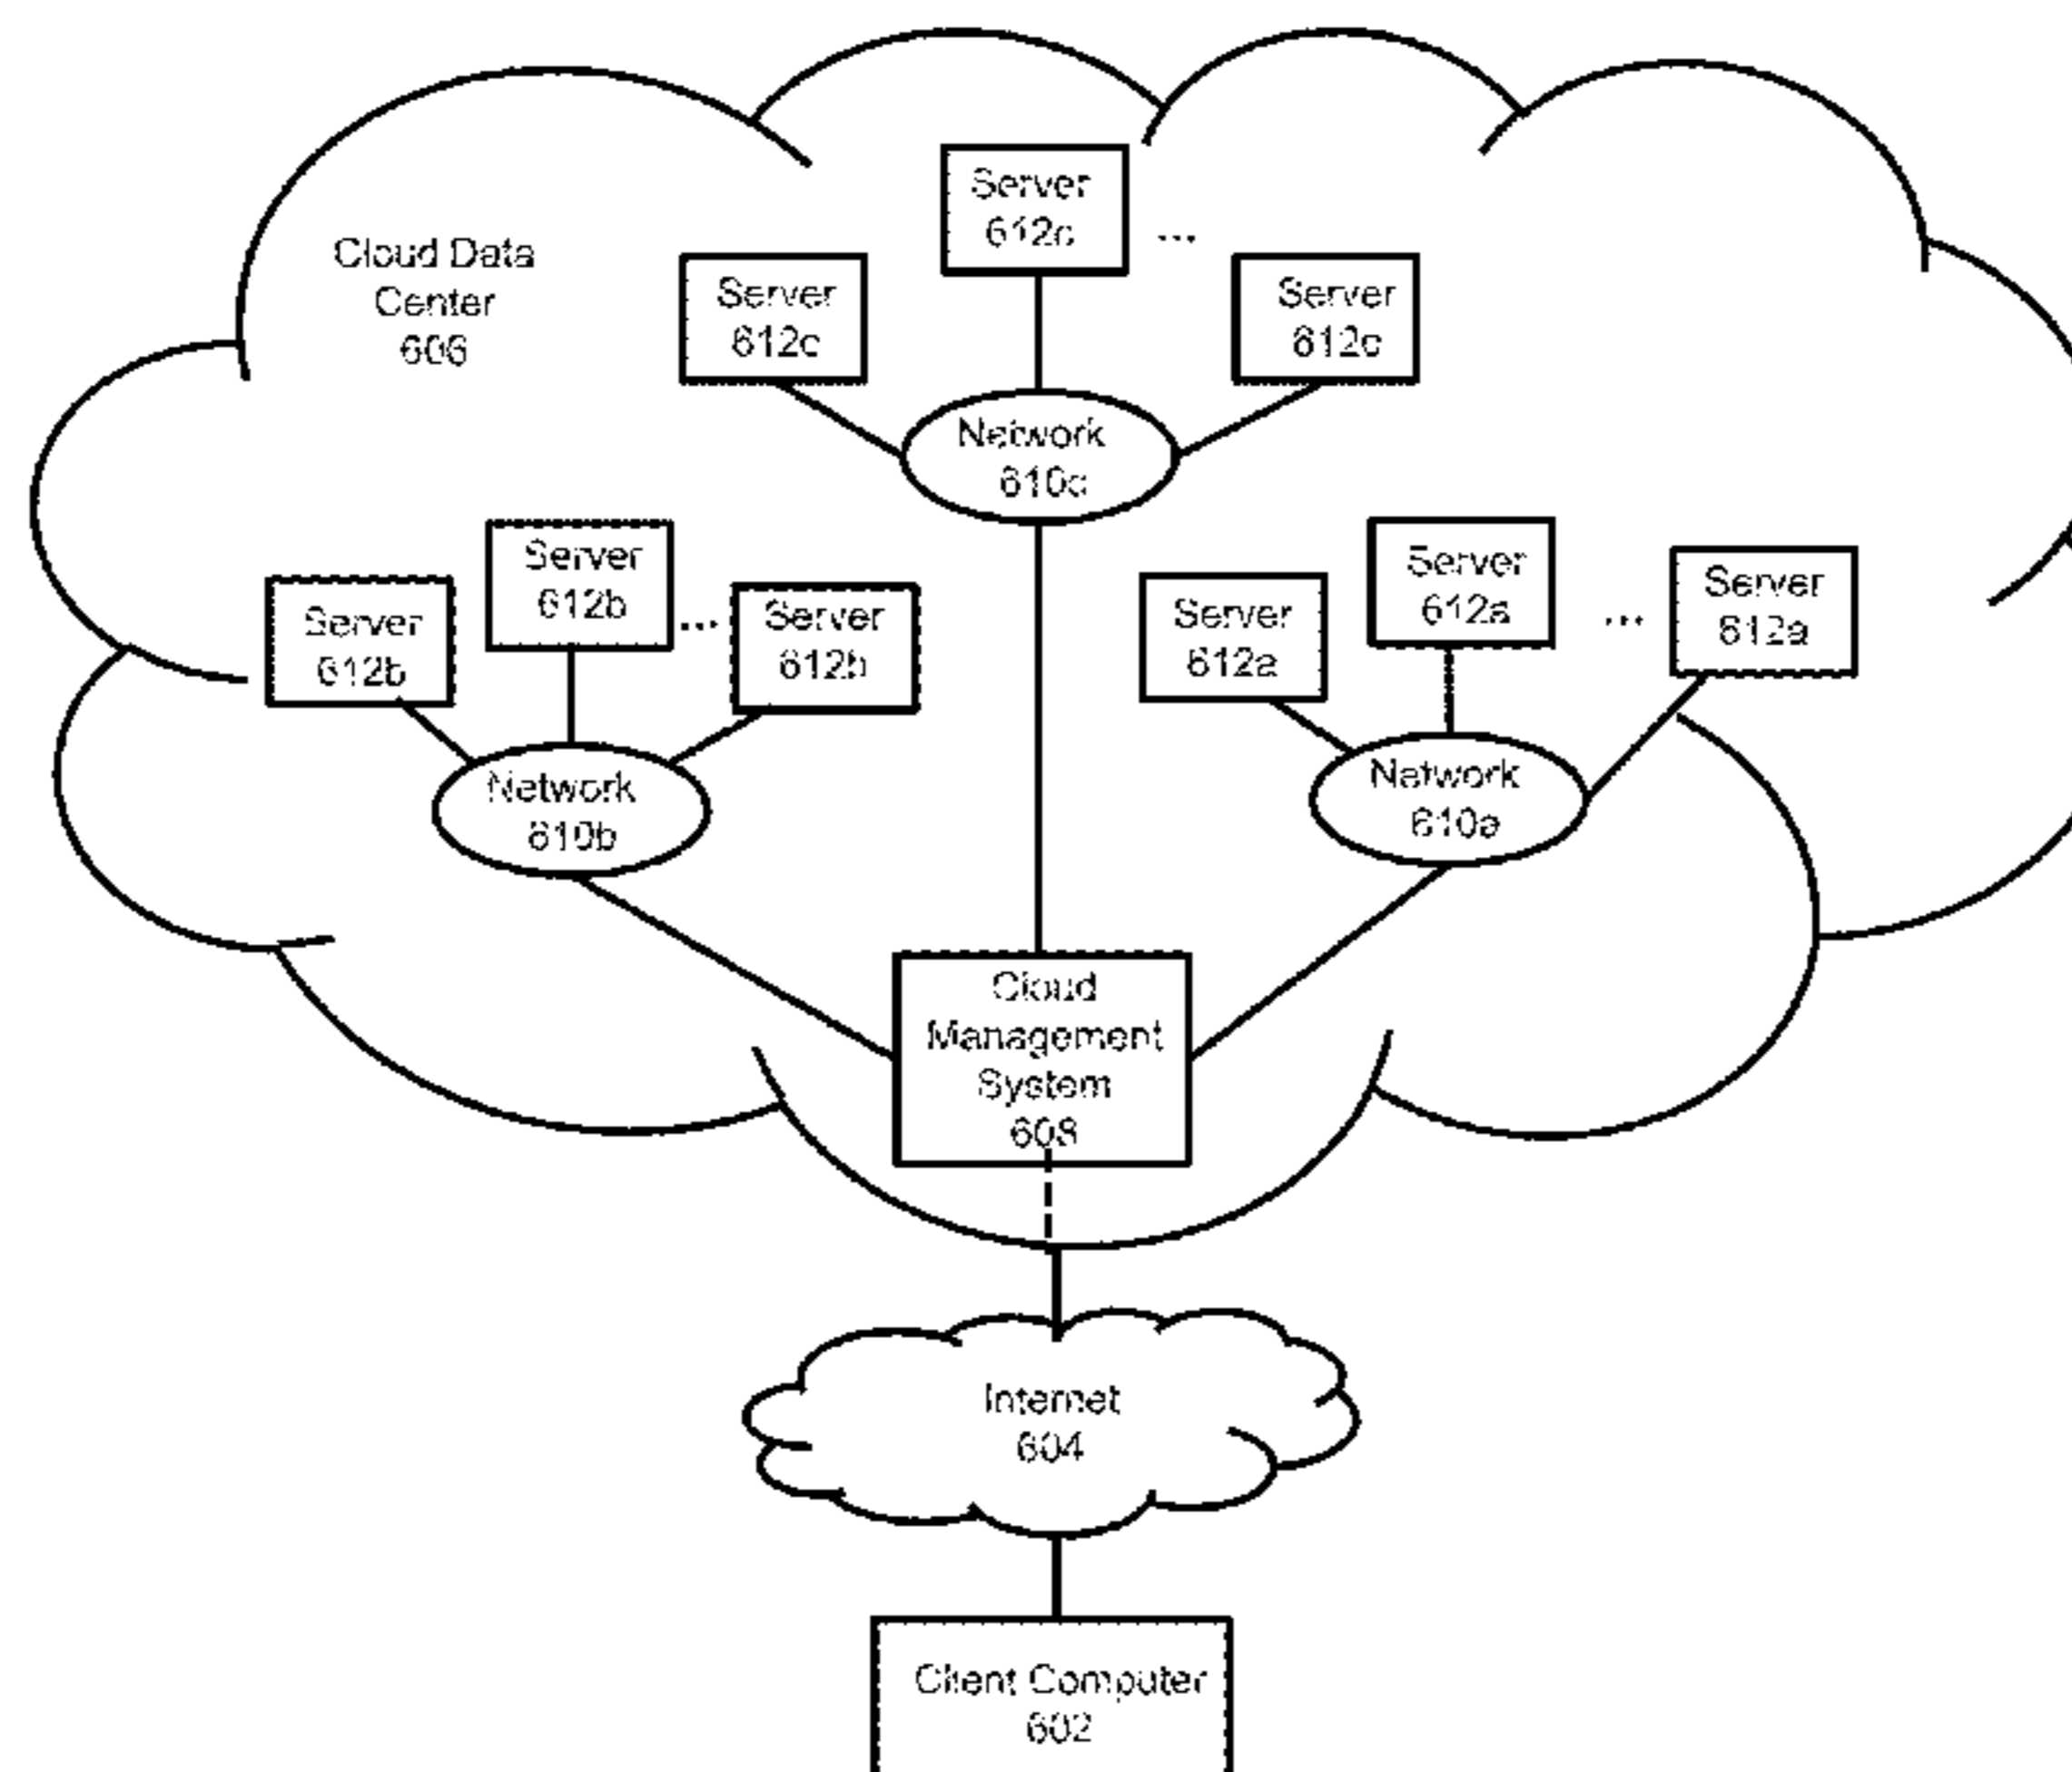 Server
612c
...
Cloud Data
Center
606
Server
612c
Server
612c
Network
610c
Server
612b
Server
612b
...
Server
612b
Server
612a
Server
612a
...
Server
612a
Network
610b
Network
610a
Cloud
Management
System
608
Internet
604
Client Computer
602